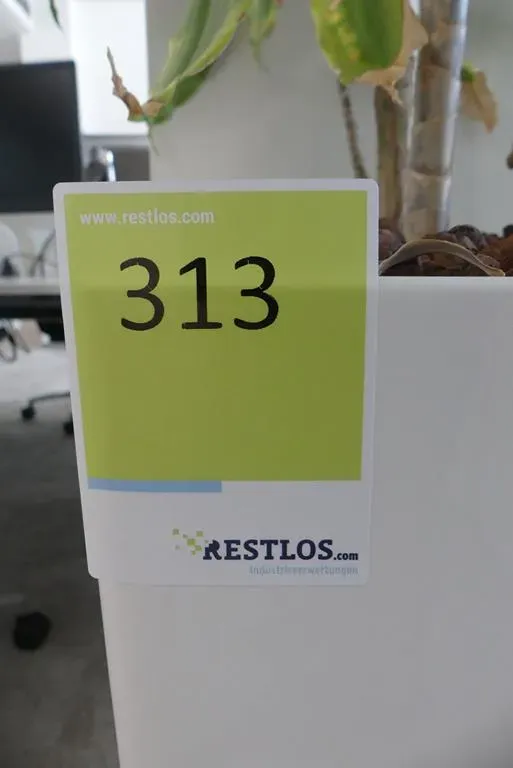 www.restlos.com
313
RESTLOS.com
Industrieverwertungen